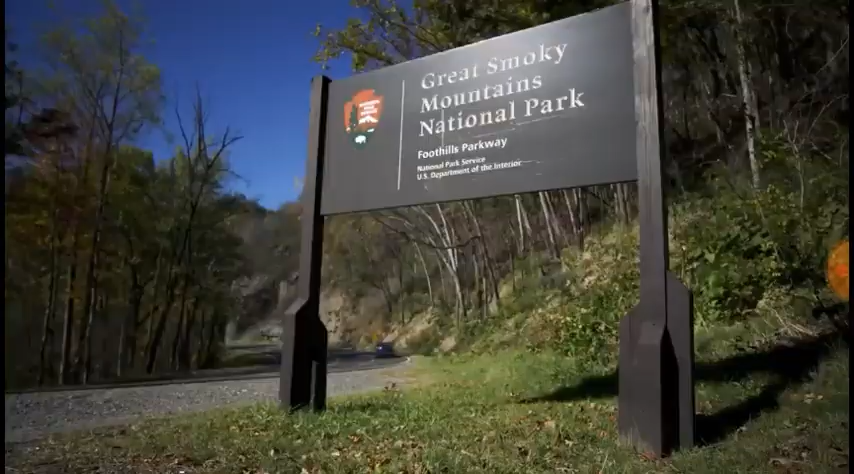 Great Smoky
Mountains
National Park
Foothills Parkway
National Park Service
U.S. Department of the Interior